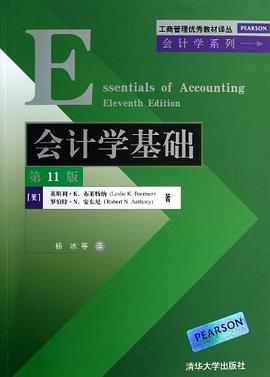 工商管理优秀教材译丛
PEARSON
会计学系列
Essentials of Accounting
Eleventh Edition
会计学基础
第 11 版
[美] 莱斯利·K.布莱特纳 (Leslie K. Breitner)
罗伯特·N.安东尼 (Robert N. Anthony) 著
杨 冰 等 译
PEARSON
清华大学出版社